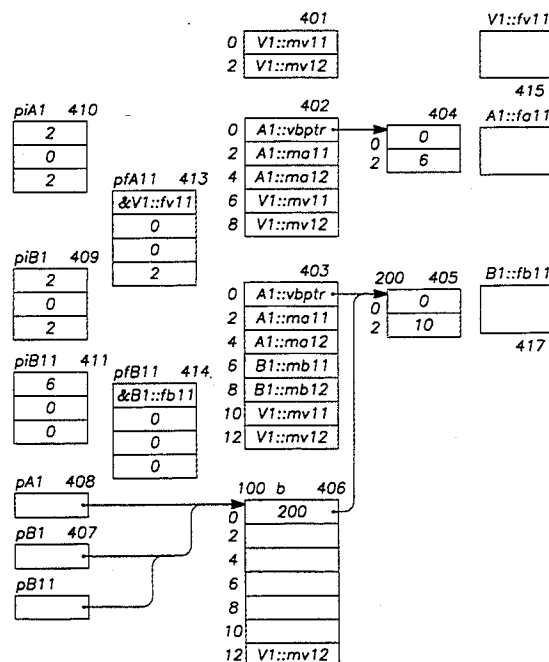 401
0 V1::mv11
2 V1::mv12
V1::fv11
415
piA1 410
2
0
2
402
0 A1::vbptr
2 A1::ma11
4 A1::ma12
6 V1::mv11
8 V1::mv12
404
0 0
2 6
A1::fa11
pfA11 413
&V1::fv11
0
0
2
piB1 409
2
0
2
403
0 A1::vbptr
2 A1::ma11
4 A1::ma12
6 B1::mb11
8 B1::mb12
10 V1::mv11
12 V1::mv12
200 405
0 0
2 10
B1::fb11
417
piB11 411
6
0
0
pfB11 414
&B1::fb11
0
0
0
pA1 408
pB1 407
pB11
100 b 406
0 200
2
4
6
8
10
12 V1::mv12